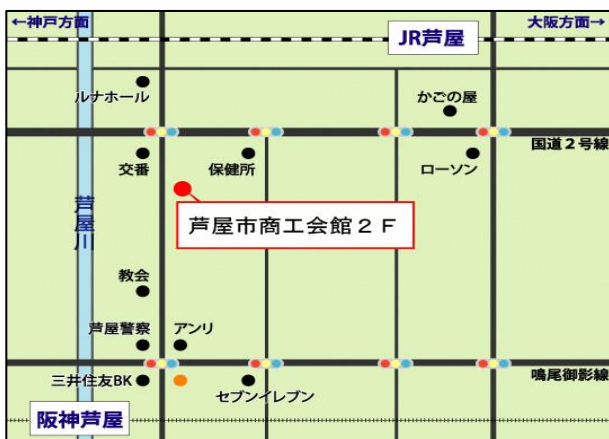 ←神戸方面
大阪方面→
JR芦屋
ルナホール
かごの屋
国道２号線
交番
保健所
ローソン
芦屋川
芦屋市商工会館２Ｆ
教会
芦屋警察
アンリ
鳴尾御影線
三井住友BK
セブンイレブン
阪神芦屋